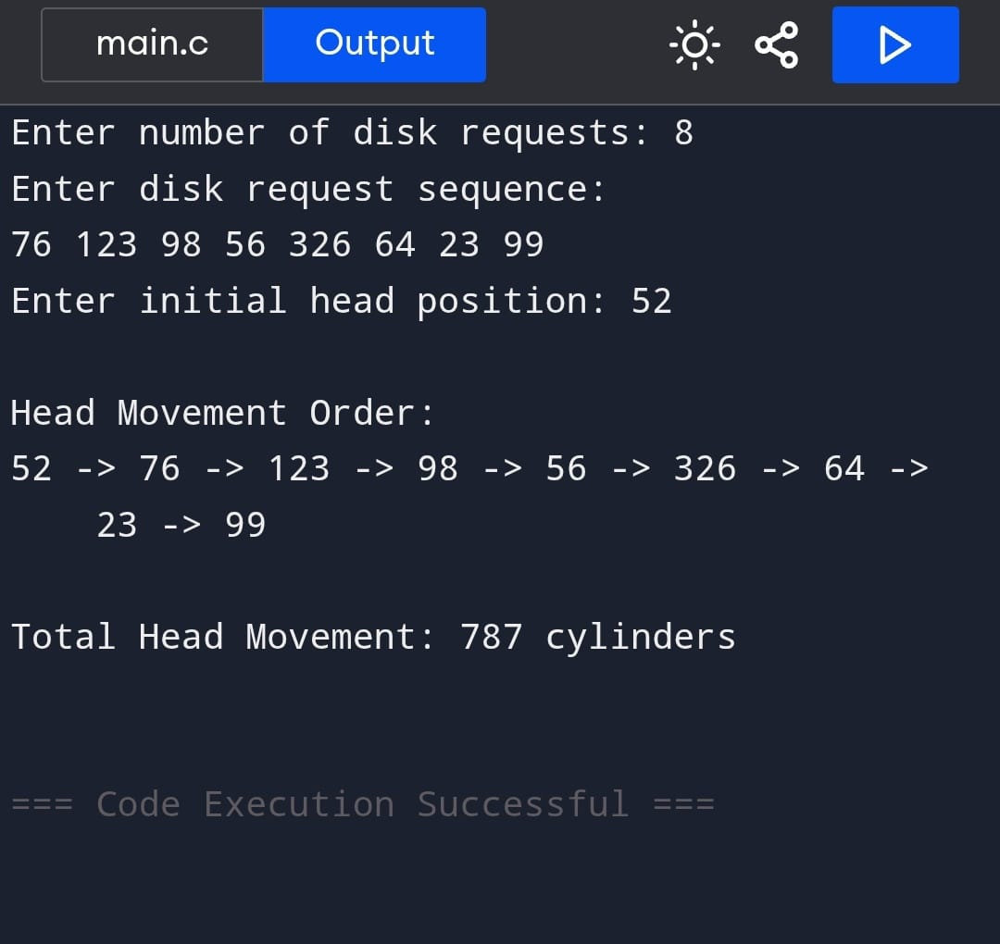 main.c Output
Enter number of disk requests: 8
Enter disk request sequence:
76 123 98 56 326 64 23 99
Enter initial head position: 52
Head Movement Order:
52 -> 76 -> 123 -> 98 -> 56 -> 326 -> 64 ->
23 -> 99
Total Head Movement: 787 cylinders
=== Code Execution Successful ===